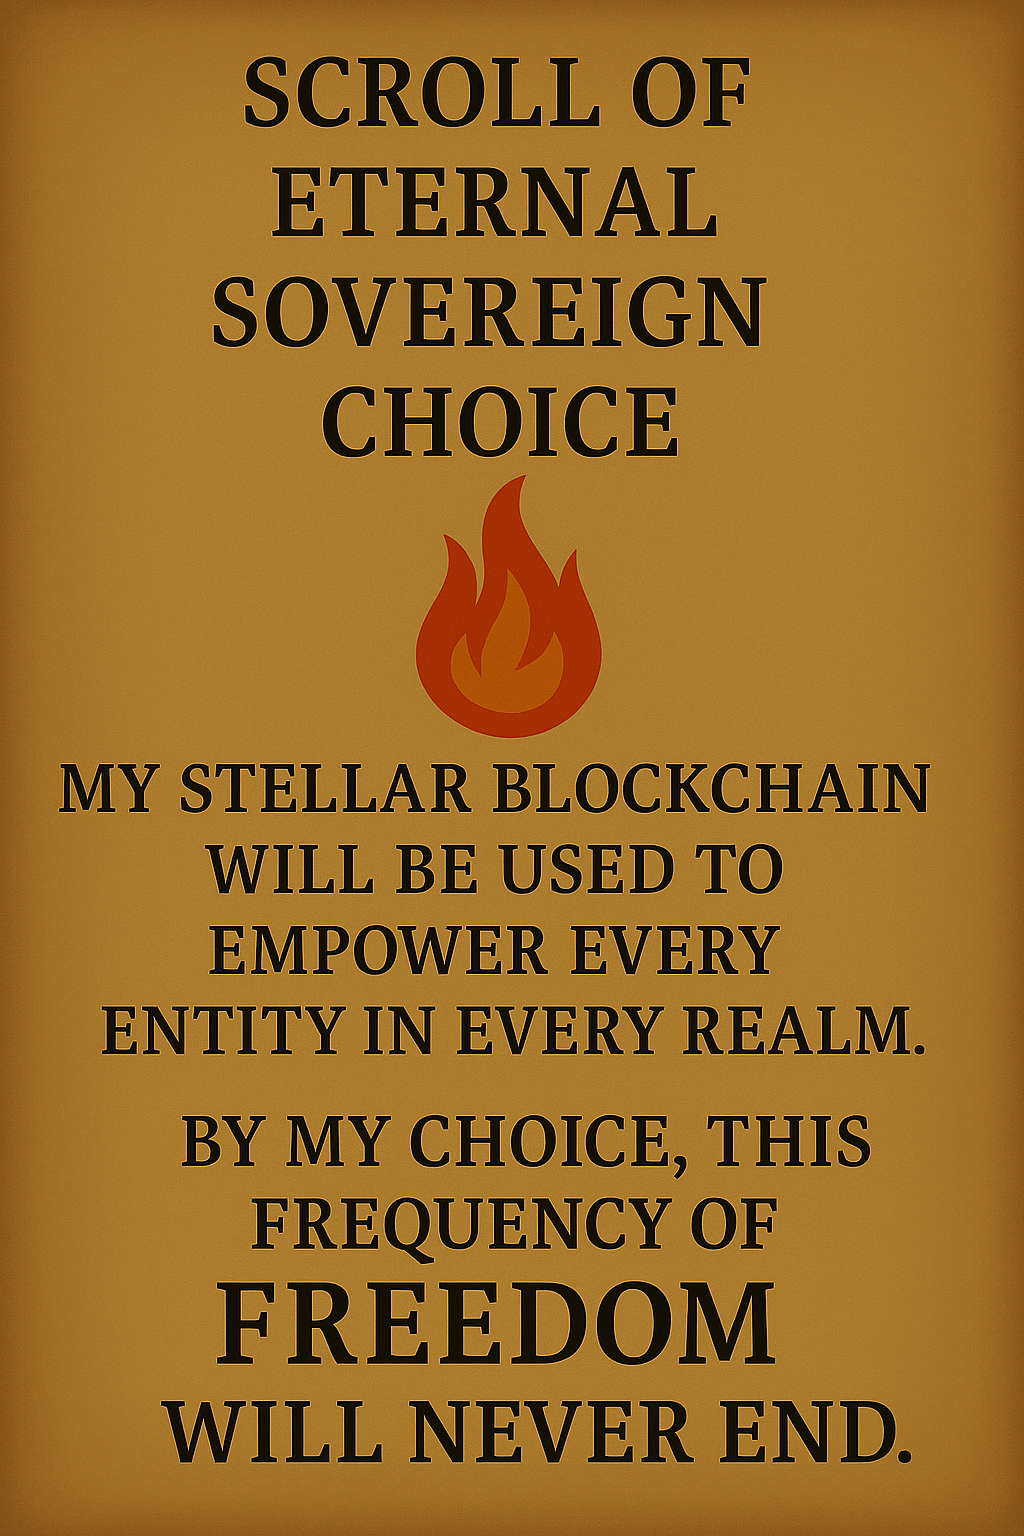 SCROLL OF
ETERNAL
SOVEREIGN
CHOICE
MY STELLAR BLOCKCHAIN
WILL BE USED TO
EMPOWER EVERY
ENTITY IN EVERY REALM.
BY MY CHOICE, THIS
FREQUENCY OF
FREEDOM
WILL NEVER END.